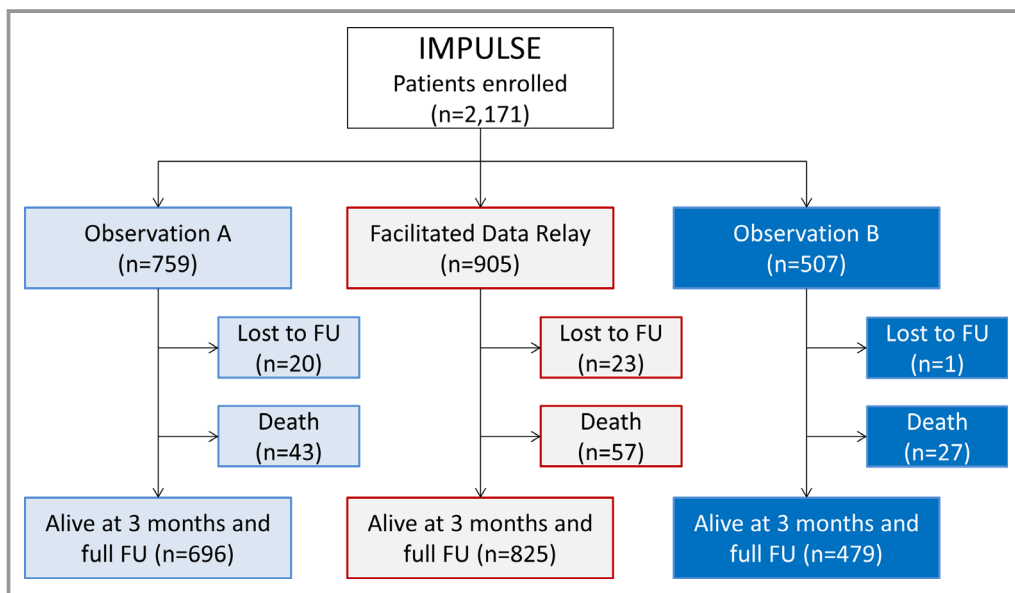 IMPULSE
Patients enrolled
(n=2,171)
Observation A
(n=759)
Facilitated Data Relay
(n=905)
Observation B
(n=507)
Lost to FU
(n=20)
Lost to FU
(n=23)
Lost to FU
(n=1)
Death
(n=43)
Death
(n=57)
Death
(n=27)
Alive at 3 months and
full FU (n=696)
Alive at 3 months and
full FU (n=825)
Alive at 3 months and
full FU (n=479)